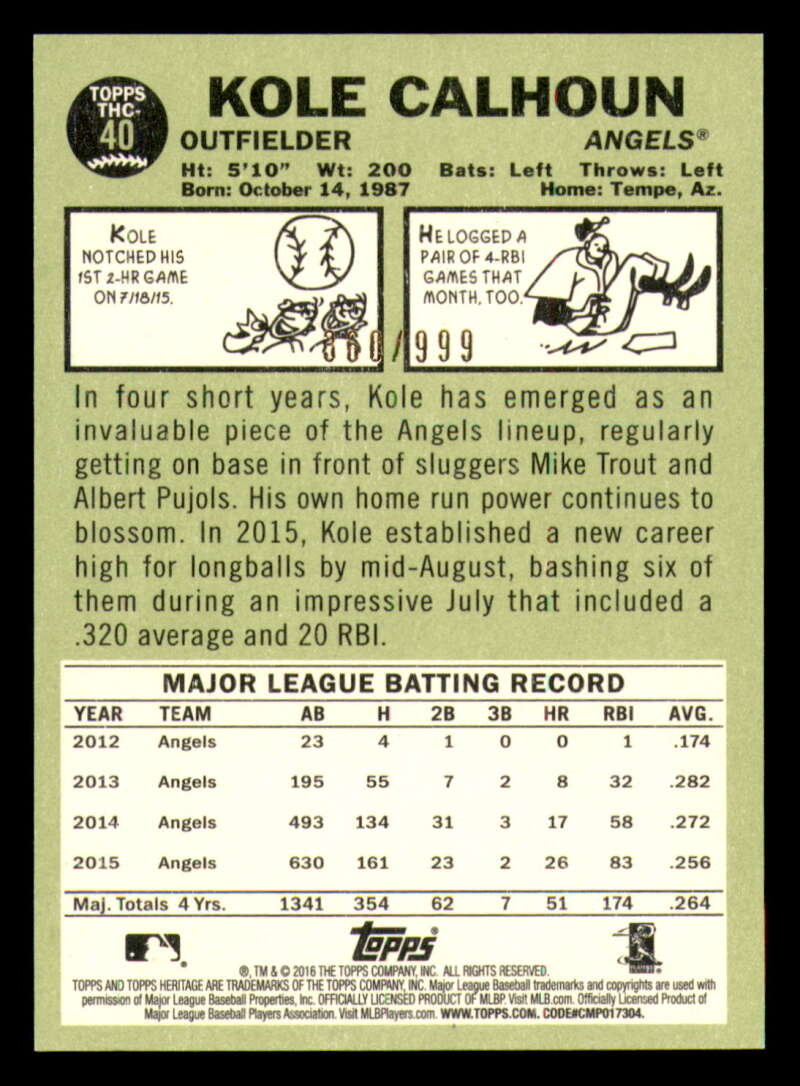 TOPPS
THC-
40
KOLE CALHOUN
OUTFIELDER ANGELS®
Ht: 5'10" Wt: 200 Bats: Left Throws: Left
Born: October 14, 1987 Home: Tempe, Az.
KOLE
NOTCHED HIS
1ST 2-HR GAME
ON 7/18/15.
HE LOGGED A
PAIR OF 4-RBI
GAMES THAT
MONTH, TOO.
/999
In four short years, Kole has emerged as an
invaluable piece of the Angels lineup, regularly
getting on base in front of sluggers Mike Trout and
Albert Pujols. His own home run power continues to
blossom. In 2015, Kole established a new career
high for longballs by mid-August, bashing six of
them during an impressive July that included a
.320 average and 20 RBI.
MAJOR LEAGUE BATTING RECORD
YEAR TEAM AB H 2B 3B HR RBI AVG.
2012 Angels 23 4 1 0 0 1 .174
2013 Angels 195 55 7 2 8 32 .282
2014 Angels 493 134 31 3 17 58 .272
2015 Angels 630 161 23 2 26 83 .256
Maj. Totals 4 Yrs. 1341 354 62 7 51 174 .264
Topps®
®, TM & © 2016 THE TOPPS COMPANY, INC. ALL RIGHTS RESERVED.
TOPPS AND TOPPS HERITAGE ARE TRADEMARKS OF THE TOPPS COMPANY, INC. Major League Baseball trademarks and copyrights are used with
permission of Major League Baseball Properties, Inc. OFFICIALLY LICENSED PRODUCT OF MLBP. Visit MLB.com. Officially Licensed Product of
Major League Baseball Players Association. Visit MLBPlayers.com. WWW.TOPPS.COM. CODE#CMP017304.